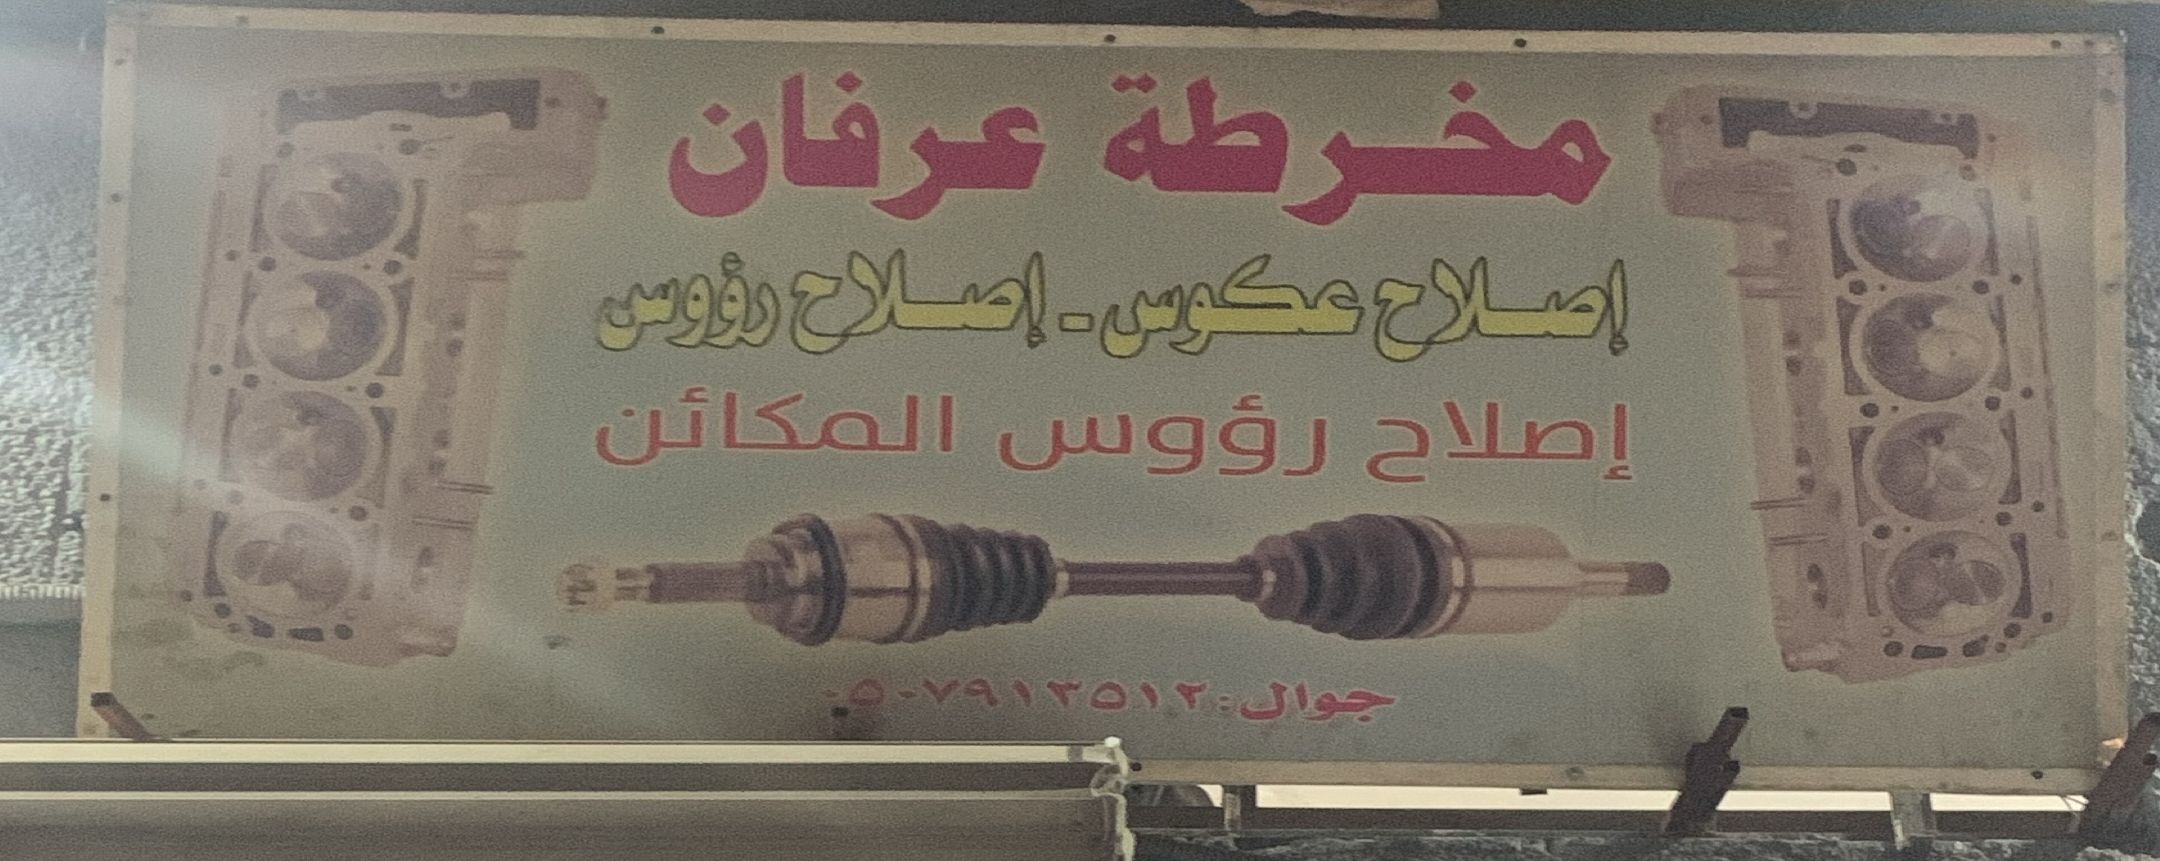 مخرطة عرفان
إصلاح عكوس - إصلاح رؤوس
إصلاح رؤوس المكائن
جوال: ٠٥٠٧٩١٣٥١٢